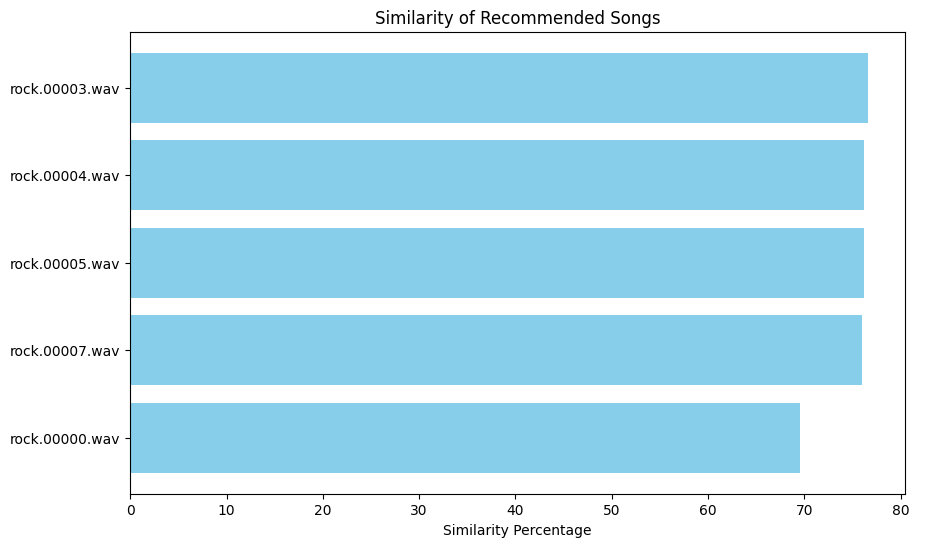 Similarity of Recommended Songs
rock.00003.wav
rock.00004.wav
rock.00005.wav
rock.00007.wav
rock.00000.wav
0 10 20 30 40 50 60 70 80
Similarity Percentage